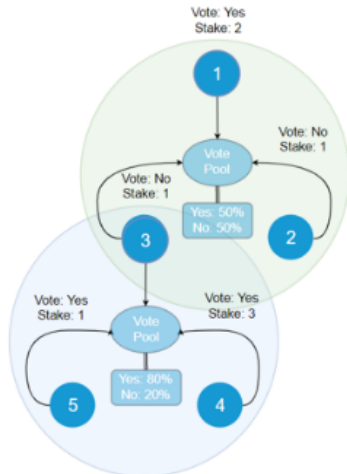 Vote: Yes
Stake: 2
1
Vote
Pool
Vote: No
Stake: 1
Vote: No
Stake: 1
Yes: 50%
No: 50%
2
3
Vote: Yes
Stake: 1
Vote
Pool
Vote: Yes
Stake: 3
Yes: 80%
No: 20%
5
4